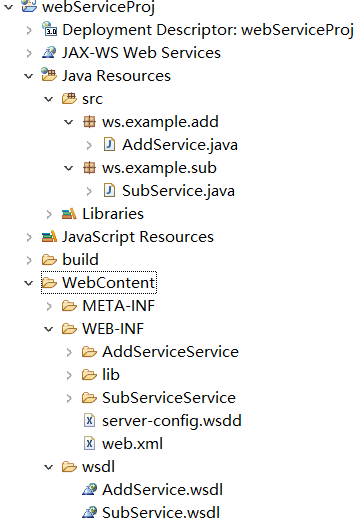 webServiceProj
Deployment Descriptor: webServiceProj
JAX-WS Web Services
Java Resources
src
ws.example.add
AddService.java
ws.example.sub
SubService.java
Libraries
JavaScript Resources
build
WebContent
META-INF
WEB-INF
AddServiceService
lib
SubServiceService
server-config.wsdd
web.xml
wsdl
AddService.wsdl
SubService.wsdl